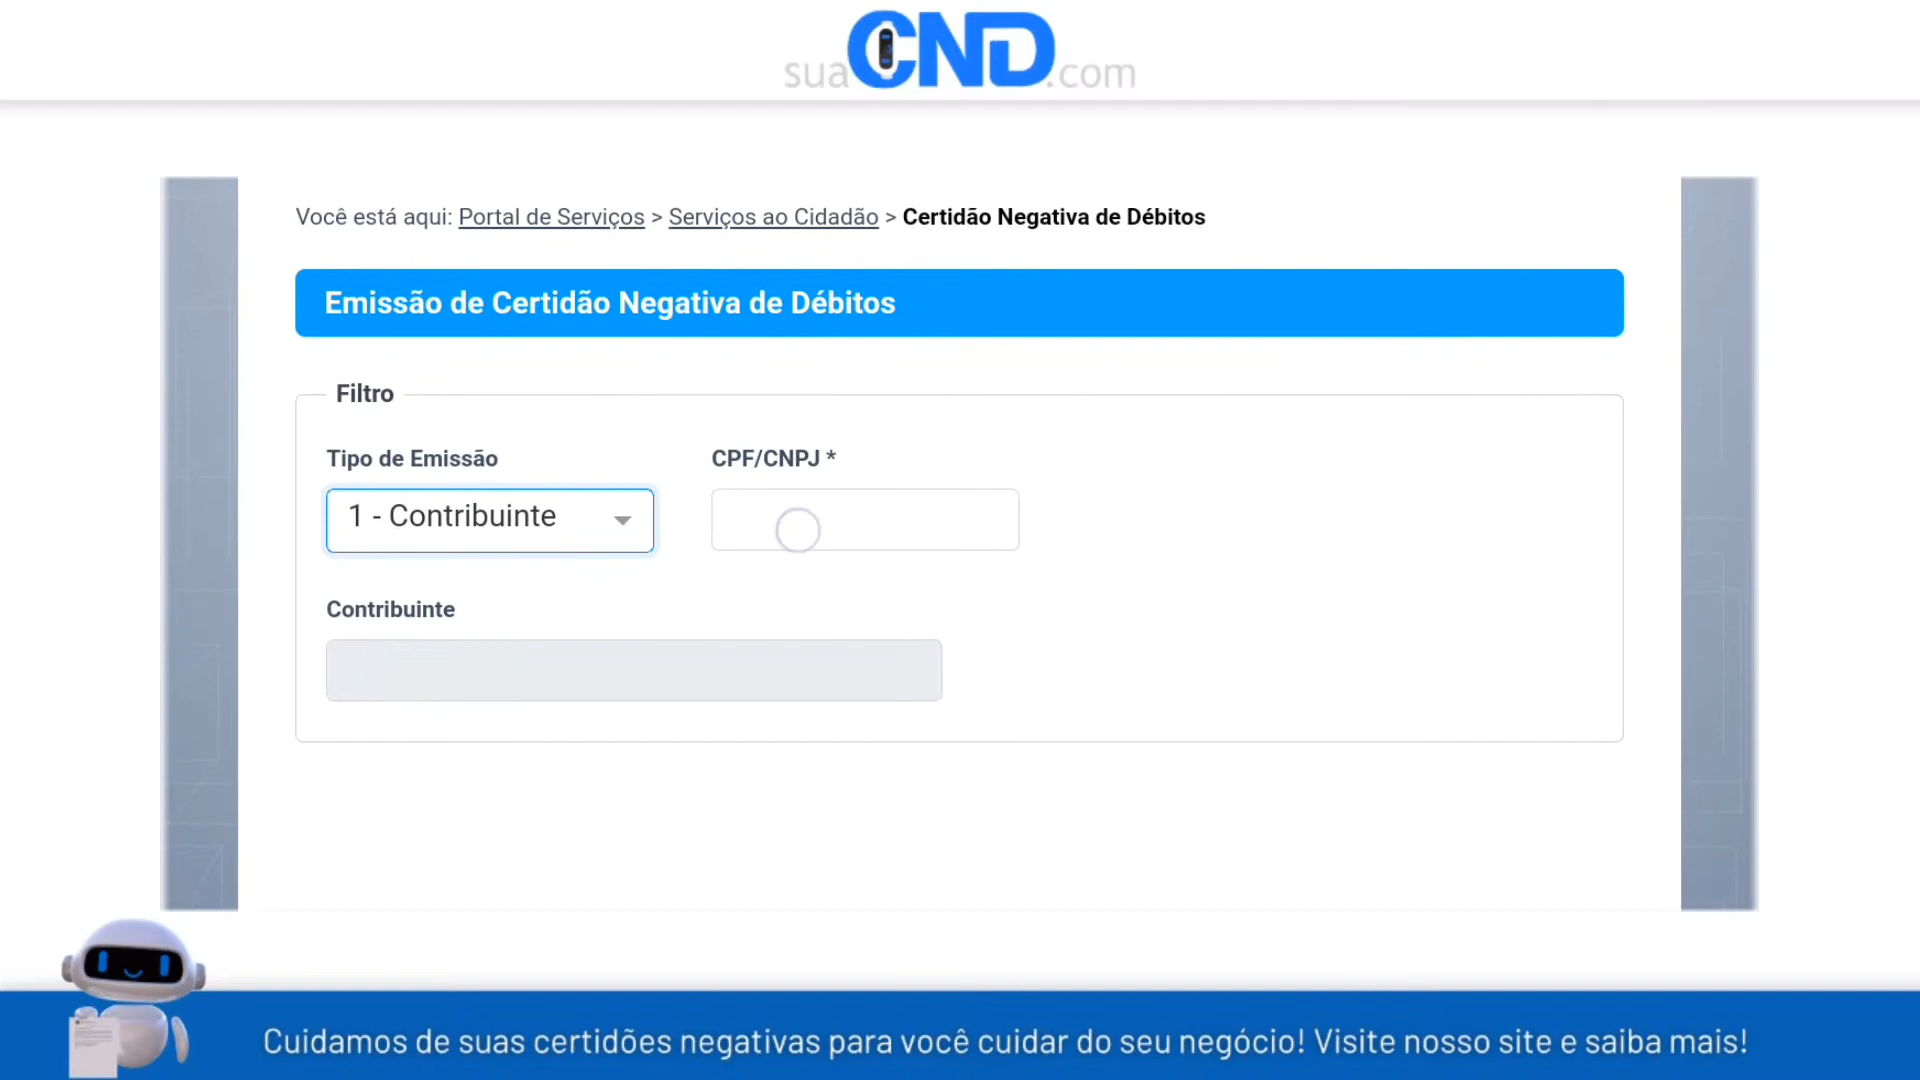 suaCND.com
Você está aqui: Portal de Serviços > Serviços ao Cidadão > Certidão Negativa de Débitos
Emissão de Certidão Negativa de Débitos
Filtro
Tipo de Emissão
CPF/CNPJ *
1 - Contribuinte
Contribuinte
Cuidamos de suas certidões negativas para você cuidar do seu negócio! Visite nosso site e saiba mais!